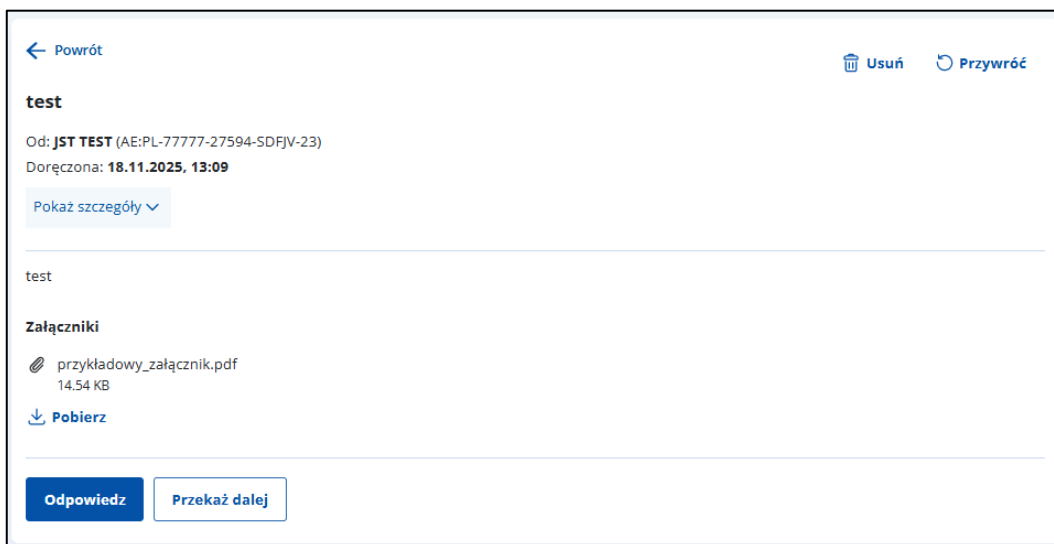 Powrót
Usuń
Przywróć
test
Od: JST TEST (AE:PL-77777-27594-SDFJV-23)
Doręczona: 18.11.2025, 13:09
Pokaż szczegóły
test
Załączniki
przykładowy_załącznik.pdf
14.54 KB
Pobierz
Odpowiedz
Przekaż dalej